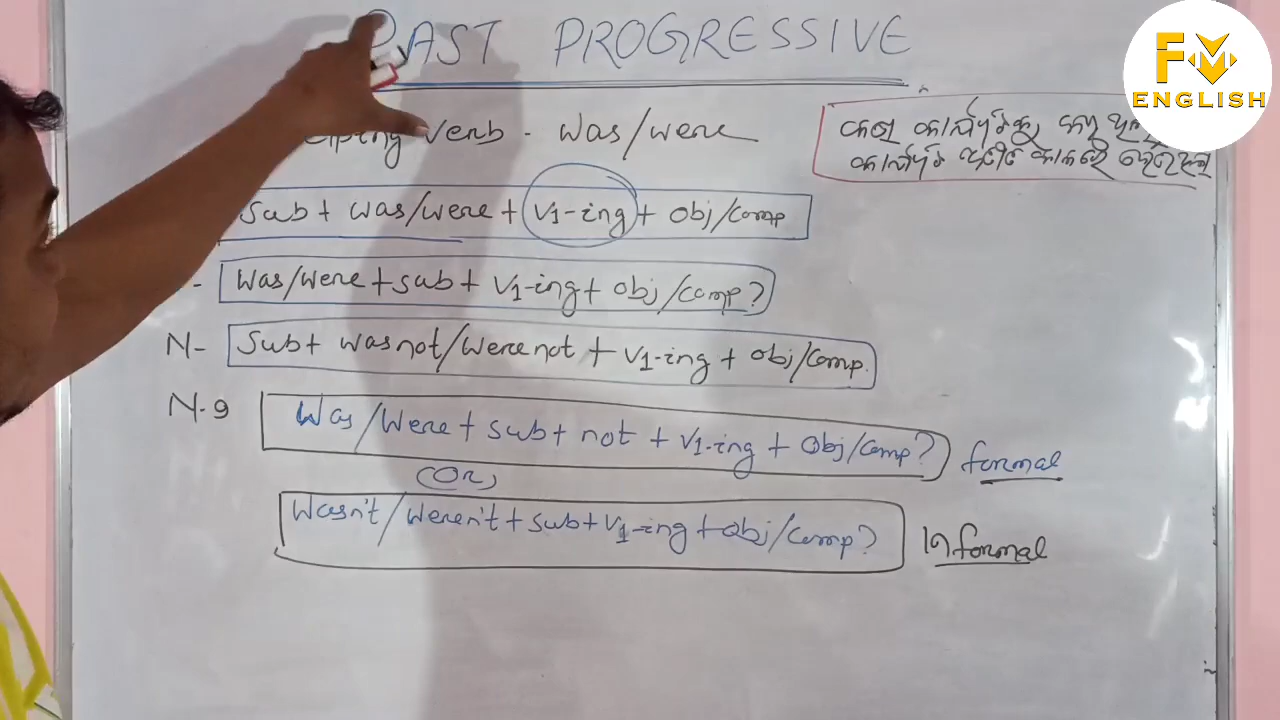 PAST PROGRESSIVE
FM
ENGLISH
verb - was/were
Sub + was/were + V1-ing + obj/comp
Was/Were + sub + V1-ing + obj/comp?
N- Sub + was not/were not + V1-ing + obj/comp.
N-Q Was/Were + sub + not + V1-ing + Obj/comp? formal
(OR)
Wasn't/Weren't + sub + V1-ing + obj/comp? Informal